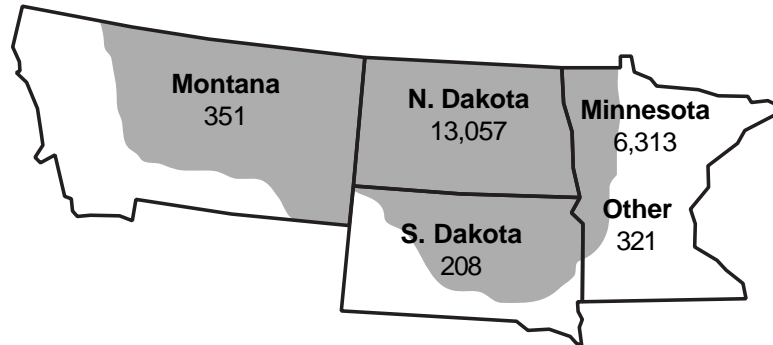 Montana
351
N. Dakota
13,057
Minnesota
6,313
S. Dakota
208
Other
321